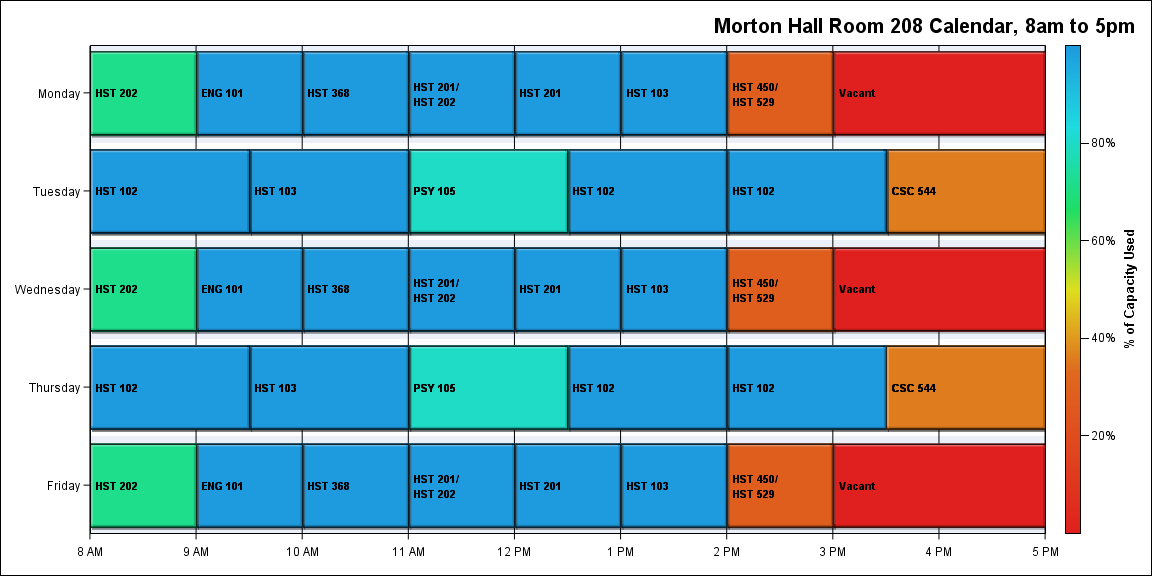 Morton Hall Room 208 Calendar, 8am to 5pm
Monday
HST 202
ENG 101
HST 368
HST 201/
HST 202
HST 201
HST 103
HST 450/
HST 529
Vacant
Tuesday
HST 102
HST 103
PSY 105
HST 102
HST 102
CSC 544
Wednesday
HST 202
ENG 101
HST 368
HST 201/
HST 202
HST 201
HST 103
HST 450/
HST 529
Vacant
Thursday
HST 102
HST 103
PSY 105
HST 102
HST 102
CSC 544
Friday
HST 202
ENG 101
HST 368
HST 201/
HST 202
HST 201
HST 103
HST 450/
HST 529
Vacant
8 AM
9 AM
10 AM
11 AM
12 PM
1 PM
2 PM
3 PM
4 PM
5 PM
80%
60%
40%
20%
% of Capacity Used